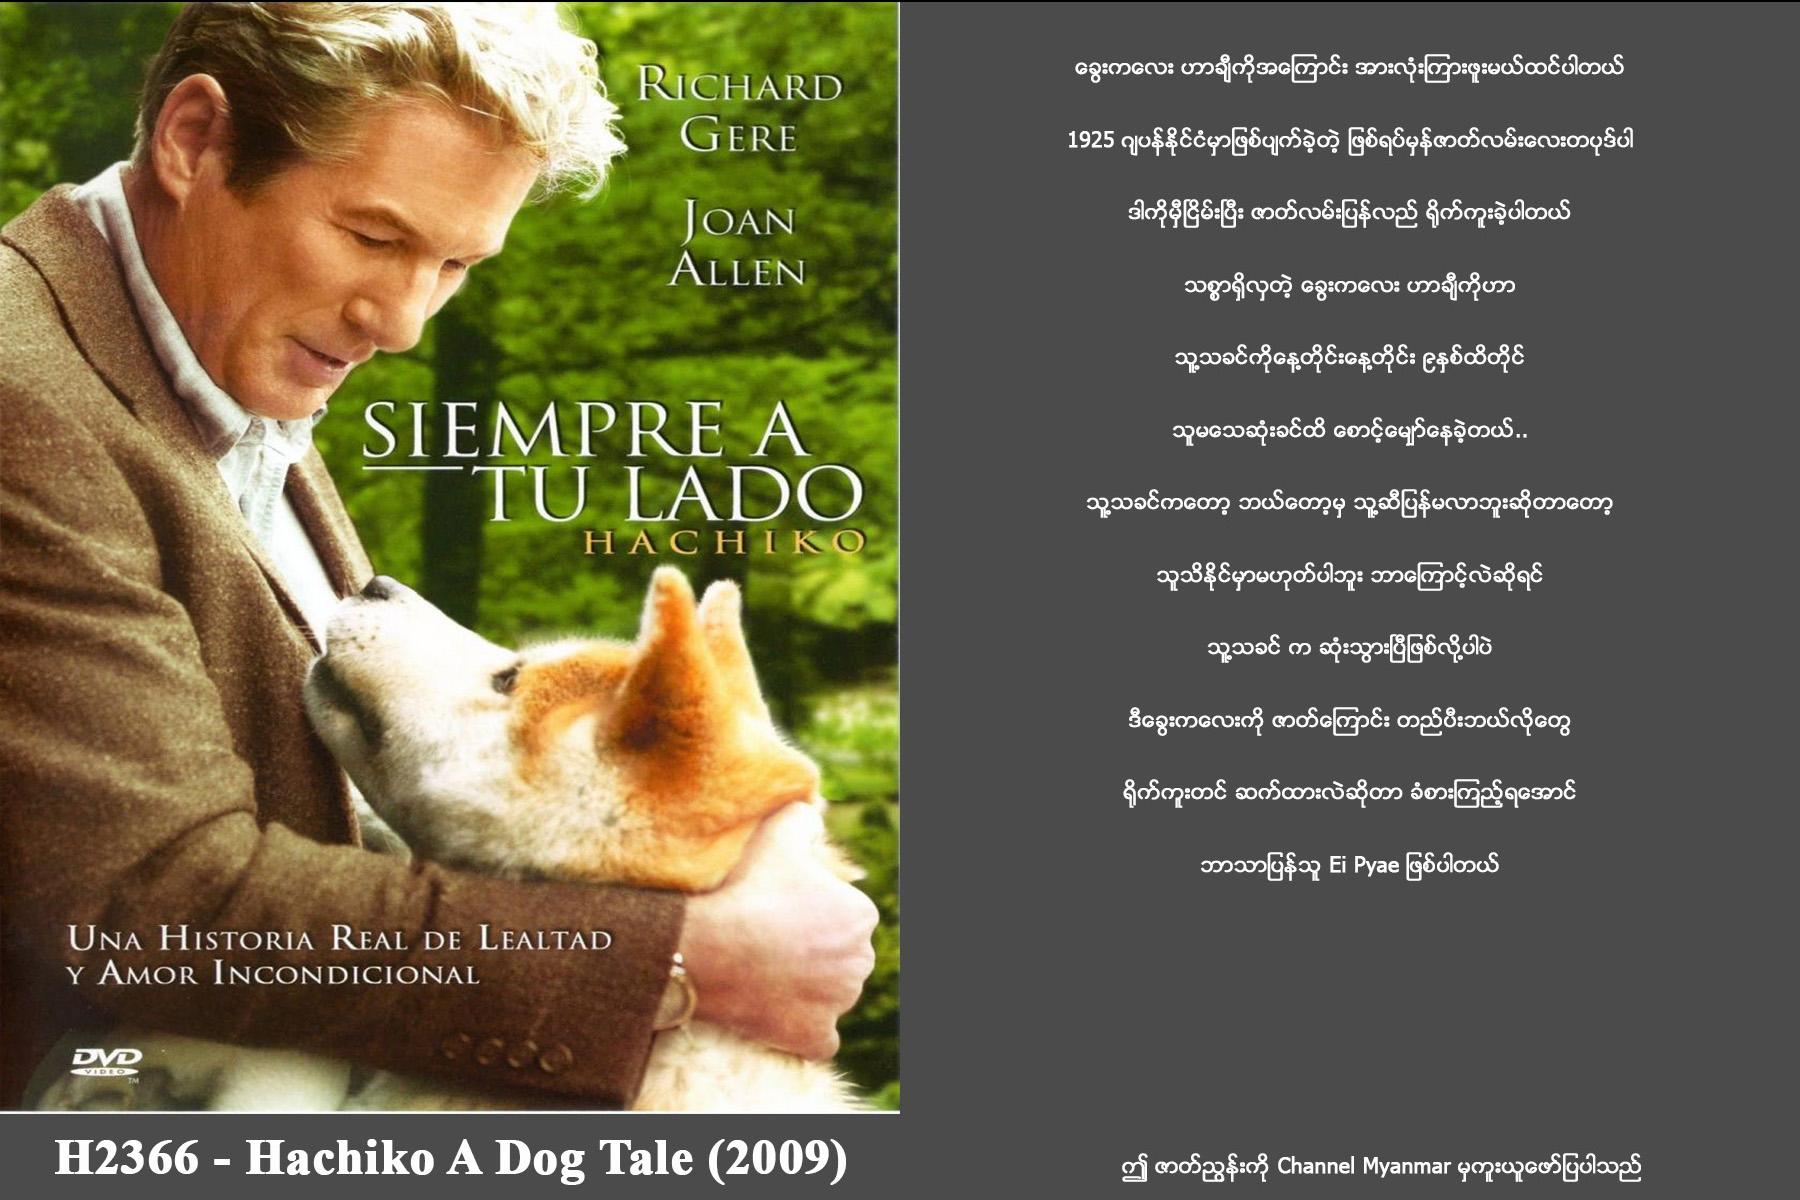 RICHARD
GERE
JOAN
ALLEN
SIEMPRE A
TU LADO
HACHIKO
UNA HISTORIA REAL DE LEALTAD
Y AMOR INCONDICIONAL
DVD
VIDEO
TM
H2366 - Hachiko A Dog Tale (2009)
ခွေးကလေး ဟာချီကိုအကြောင်း အားလုံးကြားဖူးမယ်ထင်ပါတယ်
1925 ဂျပန်နိုင်ငံမှာဖြစ်ပျက်ခဲ့တဲ့ ဖြစ်ရပ်မှန်ဇာတ်လမ်းလေးတပုဒ်ပါ
ဒါကိုမှီငြိမ်းပြီး ဇာတ်လမ်းပြန်လည် ရိုက်ကူးခဲ့ပါတယ်
သစ္စာရှိလှတဲ့ ခွေးကလေး ဟာချီကိုဟာ
သူ့သခင်ကိုနေ့တိုင်းနေ့တိုင်း ၉နှစ်ထိတိုင်
သူမသေဆုံးခင်ထိ စောင့်မျှော်နေခဲ့တယ်..
သူ့သခင်ကတော့ ဘယ်တော့မှ သူ့ဆီပြန်မလာဘူးဆိုတာတော့
သူသိနိုင်မှာမဟုတ်ပါဘူး ဘာကြောင့်လဲဆိုရင်
သူ့သခင် က ဆုံးသွားပြီဖြစ်လို့ပါပဲ
ဒီခွေးကလေးကို ဇာတ်ကြောင်း တည်ပီးဘယ်လိုတွေ
ရိုက်ကူးတင် ဆက်ထားလဲဆိုတာ ခံစားကြည့်ရအောင်
ဘာသာပြန်သူ Ei Pyae ဖြစ်ပါတယ်
ဤ ဇာတ်ညွှန်းကို Channel Myanmar မှကူးယူဖော်ပြပါသည်